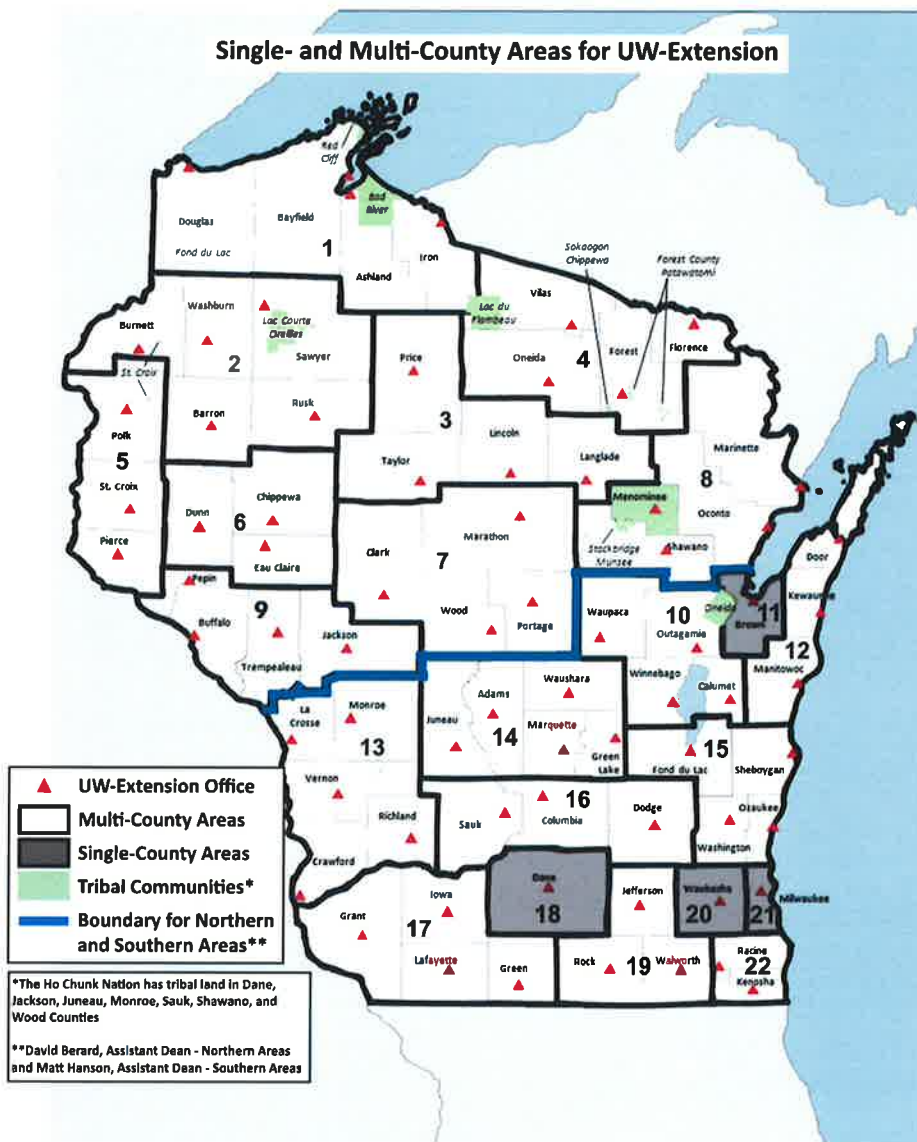 Single- and Multi-County Areas for UW-Extension
Red
Cliff
Bad
River
Douglas
Bayfield
Fond du Lac
1
Iron
Ashland
Sokaogon
Chippewa
Forest County
Potawatomi
Vilas
Lac du
Flambeau
Washburn
Burnett
Lac Courte
Oreilles
2
Sawyer
St. Croix
Barron
Rusk
Price
Oneida
4
Forest
Florence
3
Lincoln
Taylor
Langlade
Marinette
8
Polk
5
St. Croix
Pierce
Chippewa
Dunn
6
Eau Claire
Menominee
Oconto
Stockbridge
Munsee
Shawano
Marathon
Clark
7
Wood
Portage
Door
Pepin
Buffalo
9
Jackson
Trempealeau
Waupaca
10
Outagamie
Oneida
11
Brown
Kewaunee
12
Manitowoc
Winnebago
Calumet
La
Crosse
Monroe
13
Vernon
Richland
Crawford
Adams
Waushara
Juneau
Marquette
14
Green
Lake
15
Fond du Lac
Sheboygan
16
Sauk
Columbia
Dodge
Ozaukee
Washington
Iowa
Grant
17
Lafayette
Green
Dane
18
Jefferson
Waukesha
20
21
Milwaukee
Rock
19
Walworth
Racine
22
Kenosha
UW-Extension Office
Multi-County Areas
Single-County Areas
Tribal Communities*
Boundary for Northern
and Southern Areas**
*The Ho Chunk Nation has tribal land in Dane,
Jackson, Juneau, Monroe, Sauk, Shawano, and
Wood Counties
**David Berard, Assistant Dean - Northern Areas
and Matt Hanson, Assistant Dean - Southern Areas